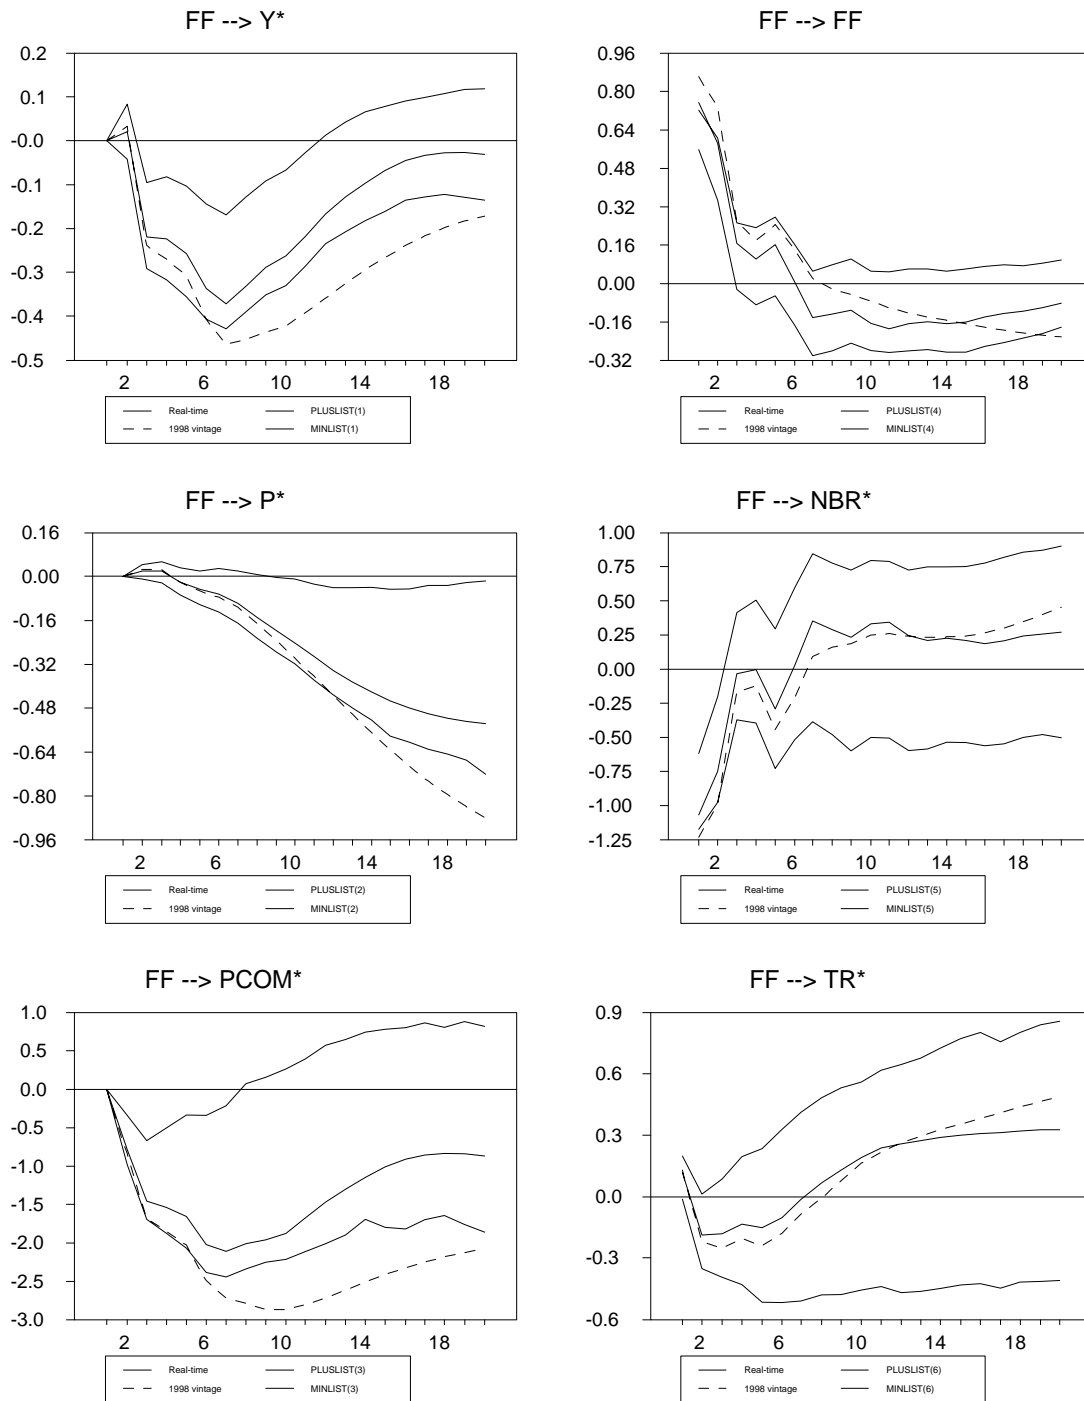 FF --> Y*
0.2
0.1
-0.0
-0.1
-0.2
-0.3
-0.4
-0.5
2 6 10 14 18
Real-time PLUSLIST(1)
1998 vintage MINLIST(1)
FF --> FF
0.96
0.80
0.64
0.48
0.32
0.16
0.00
-0.16
-0.32
2 6 10 14 18
Real-time PLUSLIST(4)
1998 vintage MINLIST(4)
FF --> P*
0.16
0.00
-0.16
-0.32
-0.48
-0.64
-0.80
-0.96
2 6 10 14 18
Real-time PLUSLIST(2)
1998 vintage MINLIST(2)
FF --> NBR*
1.00
0.75
0.50
0.25
0.00
-0.25
-0.50
-0.75
-1.00
-1.25
2 6 10 14 18
Real-time PLUSLIST(5)
1998 vintage MINLIST(5)
FF --> PCOM*
1.0
0.5
0.0
-0.5
-1.0
-1.5
-2.0
-2.5
-3.0
2 6 10 14 18
Real-time PLUSLIST(3)
1998 vintage MINLIST(3)
FF --> TR*
0.9
0.6
0.3
0.0
-0.3
-0.6
2 6 10 14 18
Real-time PLUSLIST(6)
1998 vintage MINLIST(6)